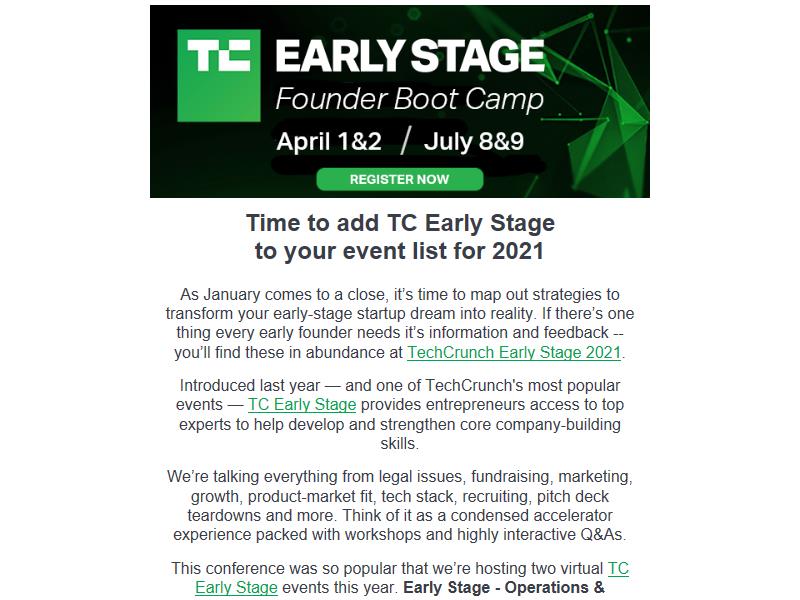 TC EARLY STAGE
Founder Boot Camp
April 1&2 / July 8&9
REGISTER NOW
Time to add TC Early Stage
to your event list for 2021
As January comes to a close, it’s time to map out strategies to
transform your early-stage startup dream into reality. If there’s one
thing every early founder needs it’s information and feedback --
you’ll find these in abundance at TechCrunch Early Stage 2021.
Introduced last year — and one of TechCrunch's most popular
events — TC Early Stage provides entrepreneurs access to top
experts to help develop and strengthen core company-building
skills.
We’re talking everything from legal issues, fundraising, marketing,
growth, product-market fit, tech stack, recruiting, pitch deck
teardowns and more. Think of it as a condensed accelerator
experience packed with workshops and highly interactive Q&As.
This conference was so popular that we’re hosting two virtual TC
Early Stage events this year. Early Stage - Operations &